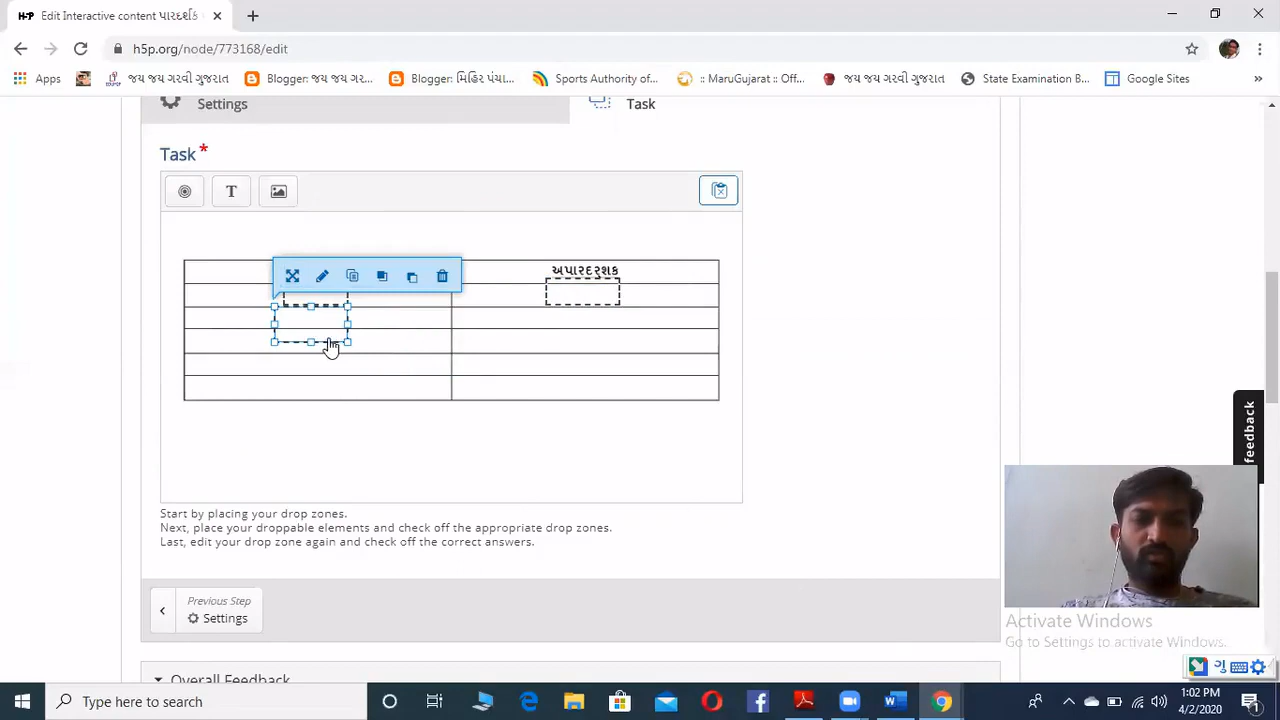 H-P Edit Interactive content પારદર્શક
h5p.org/node/773168/edit
Apps જય જય ગરવી ગુજરાત Blogger: જય જય ગર... Blogger: મિહિર પંચા... Sports Authority of... :: MeruGujarat :: Off... જય જય ગરવી ગુજરાત State Examination B... Google Sites »
Settings
Task
Task *
T
અપારદર્શક
Start by placing your drop zones.
Next, place your droppable elements and check off the appropriate drop zones.
Last, edit your drop zone again and check off the correct answers.
Previous Step
Settings
Overall Feedback
feedback
Activate Windows
Go to Settings to activate Windows.
Type here to search
1:02 PM
4/2/2020